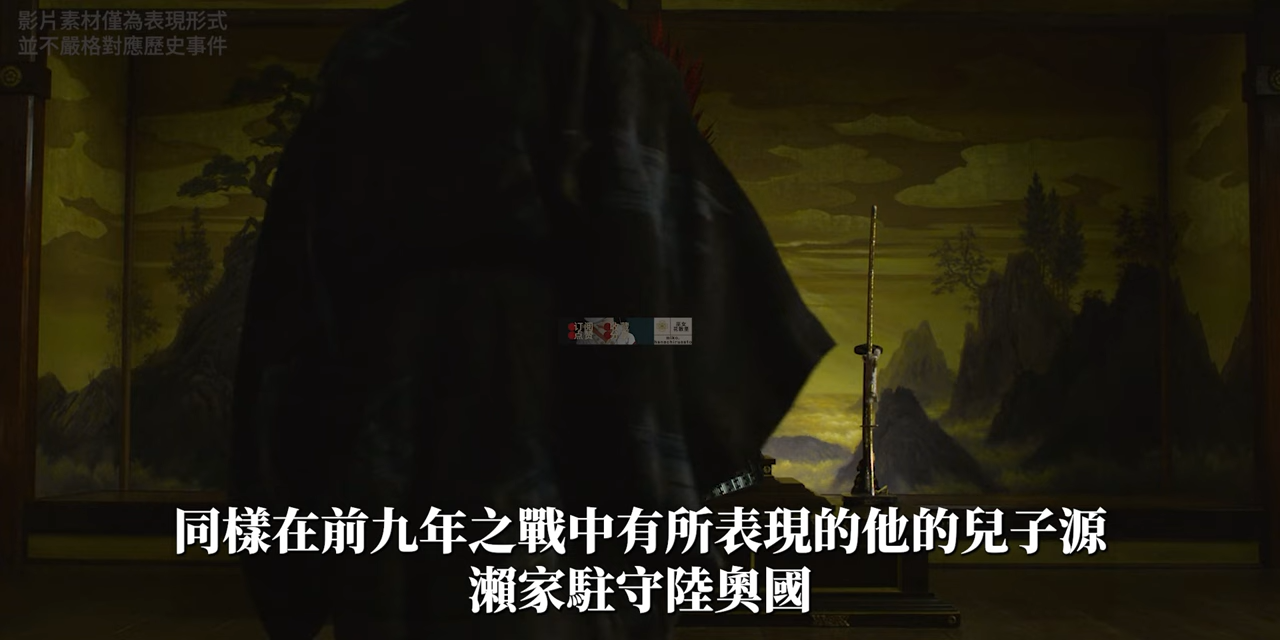 影片素材僅為表現形式
並不嚴格對應歷史事件
同樣在前九年之戰中有所表現的他的兒子源
瀨家駐守陸奧國